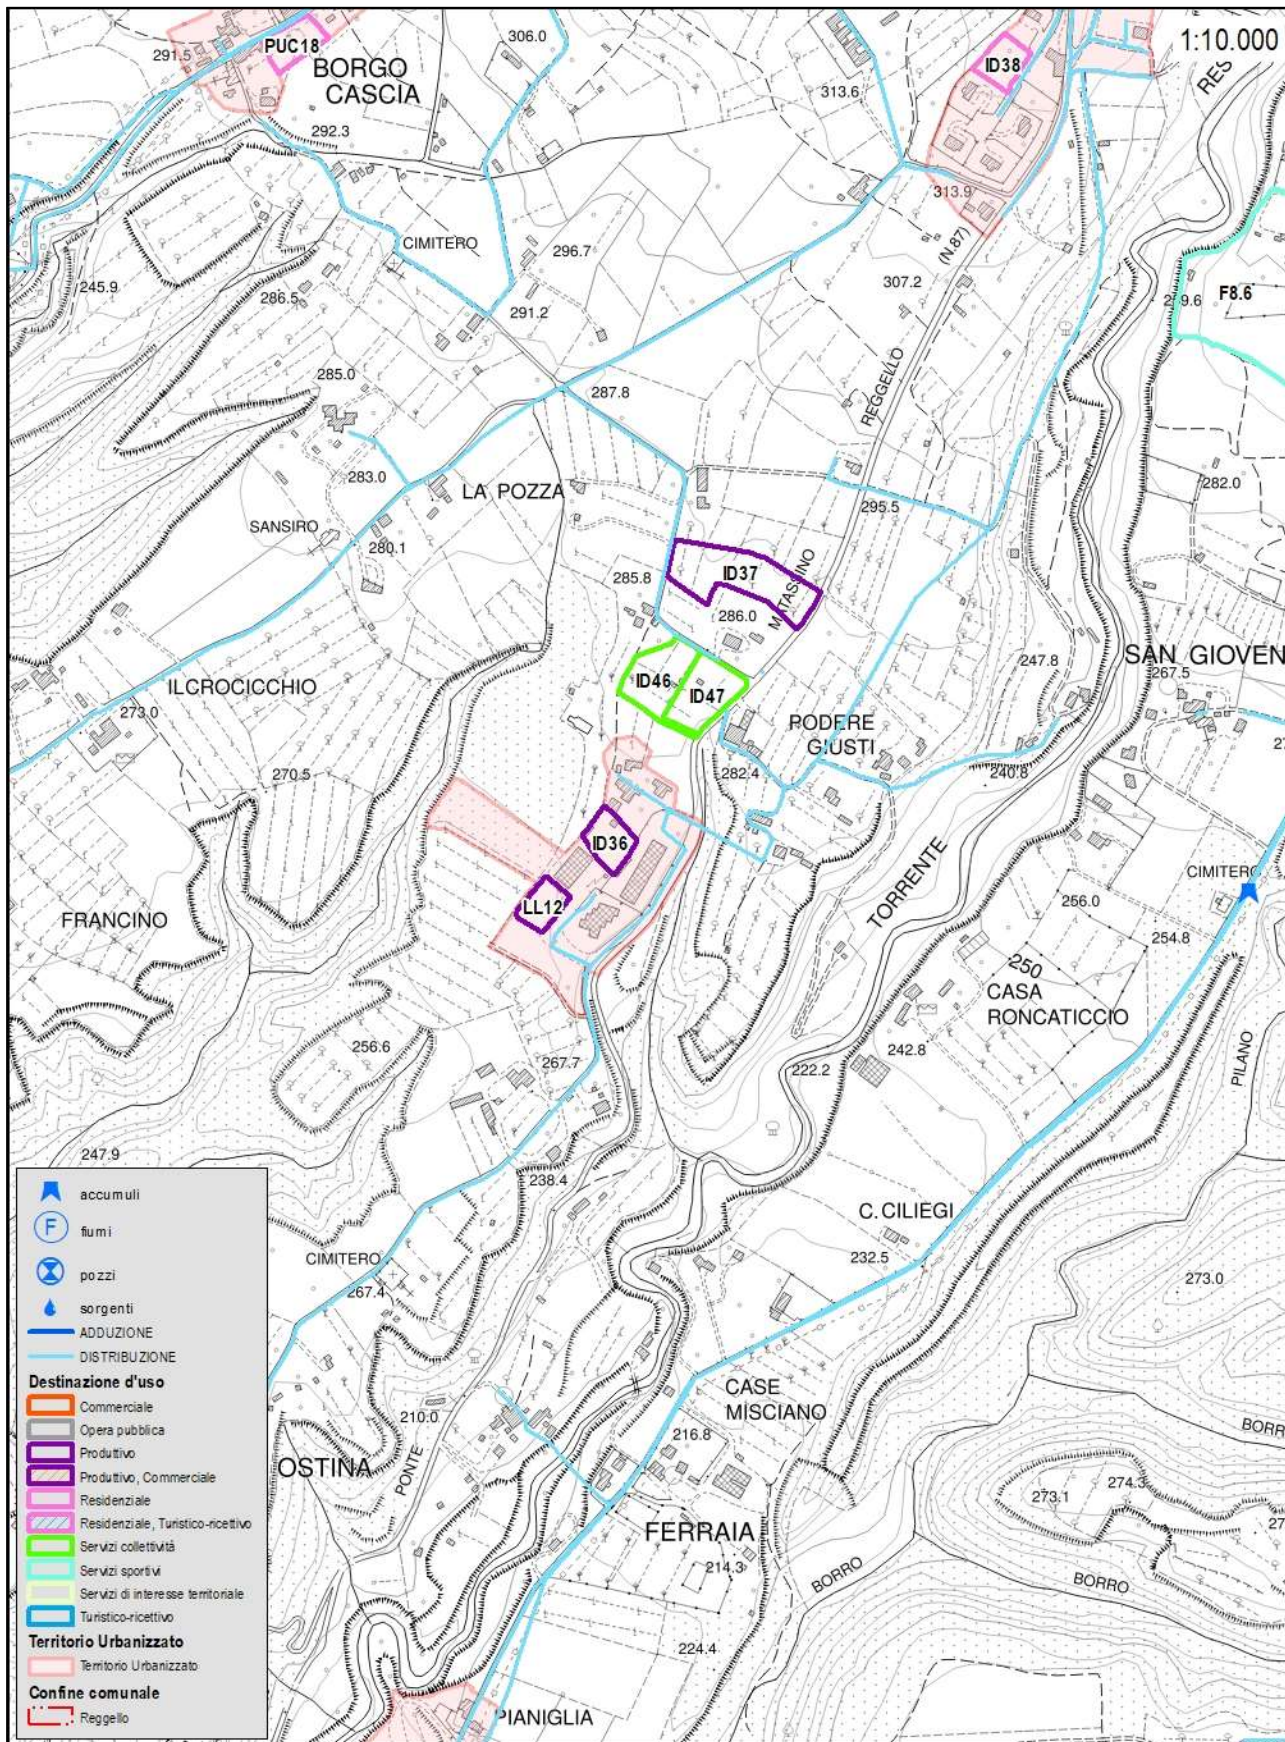 1:10.000
PUC18
291.5
BORGO
CASCIA
306.0
ID38
313.6
RES
292.3
313.9
CIMITERO
(N.87)
296.7
307.2
245.9
286.5
291.2
F8.6
285.0
287.8
REGGELLO
283.0
LA POZZA
282.0
SANSIRO
295.5
280.1
ID37
285.8
MATASSINO
286.0
247.8
SAN GIOVEN
267.5
ID46
ID47
ILCROCICCHIO
273.0
PODERE
GIUSTI
270.5
282.4
240.8
ID36
TORRENTE
CIMITERO
LL12
256.0
FRANCINO
254.8
250
CASA
RONCATICCIO
256.6
267.7
242.8
222.2
PILANO
247.9
238.4
C.CILIEGI
CIMITERO
232.5
267.4
273.0
CASE
MISCIANO
210.0
216.8
BORR
OSTINA
PONTE
274.3
273.1
27
FERRAIA
214.3
BORRO
BORRO
224.4
PIANIGLIA
accumuli
F
fiumi
pozzi
sorgenti
ADDUZIONE
DISTRIBUZIONE
Destinazione d'uso
Commerciale
Opera pubblica
Produttivo
Produttivo, Commerciale
Residenziale
Residenziale, Turistico-ricettivo
Servizi collettività
Servizi sportivi
Servizi di interesse territoriale
Turistico-ricettivo
Territorio Urbanizzato
Territorio Urbanizzato
Confine comunale
Reggello